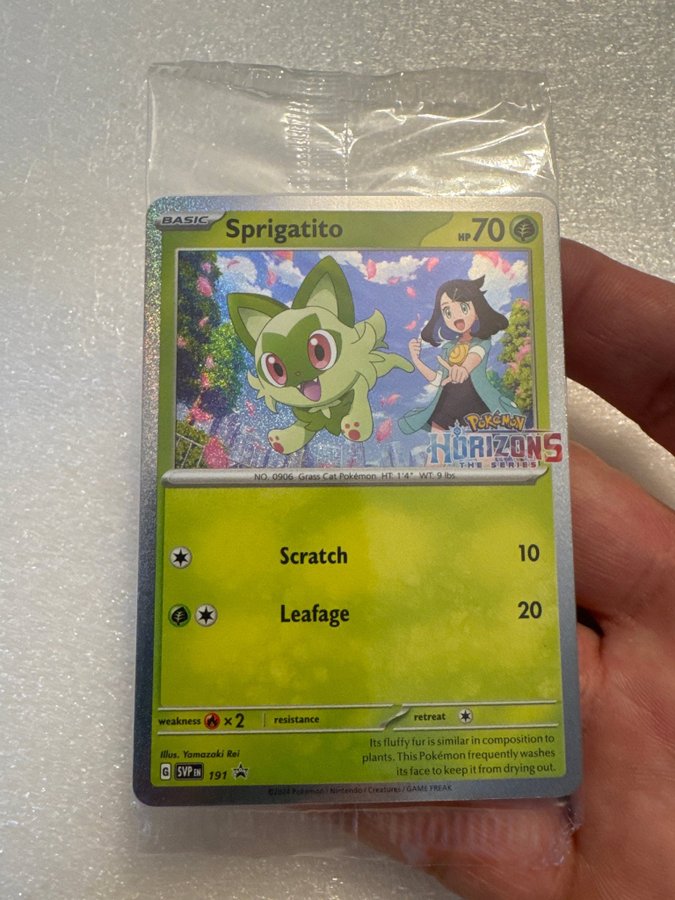 BASIC Sprigatito HP 70
POKÉMON
HORIZONS
THE SERIES
NO. 0906 Grass Cat Pokémon HT: 1'4" WT: 9 lbs.
Scratch 10
Leafage 20
weakness × 2 resistance retreat
Illus. Yamazaki Rei
Its fluffy fur is similar in composition to
plants. This Pokémon frequently washes
its face to keep it from drying out.
G SVP EN 191
©2024 Pokémon / Nintendo / Creatures / GAME FREAK